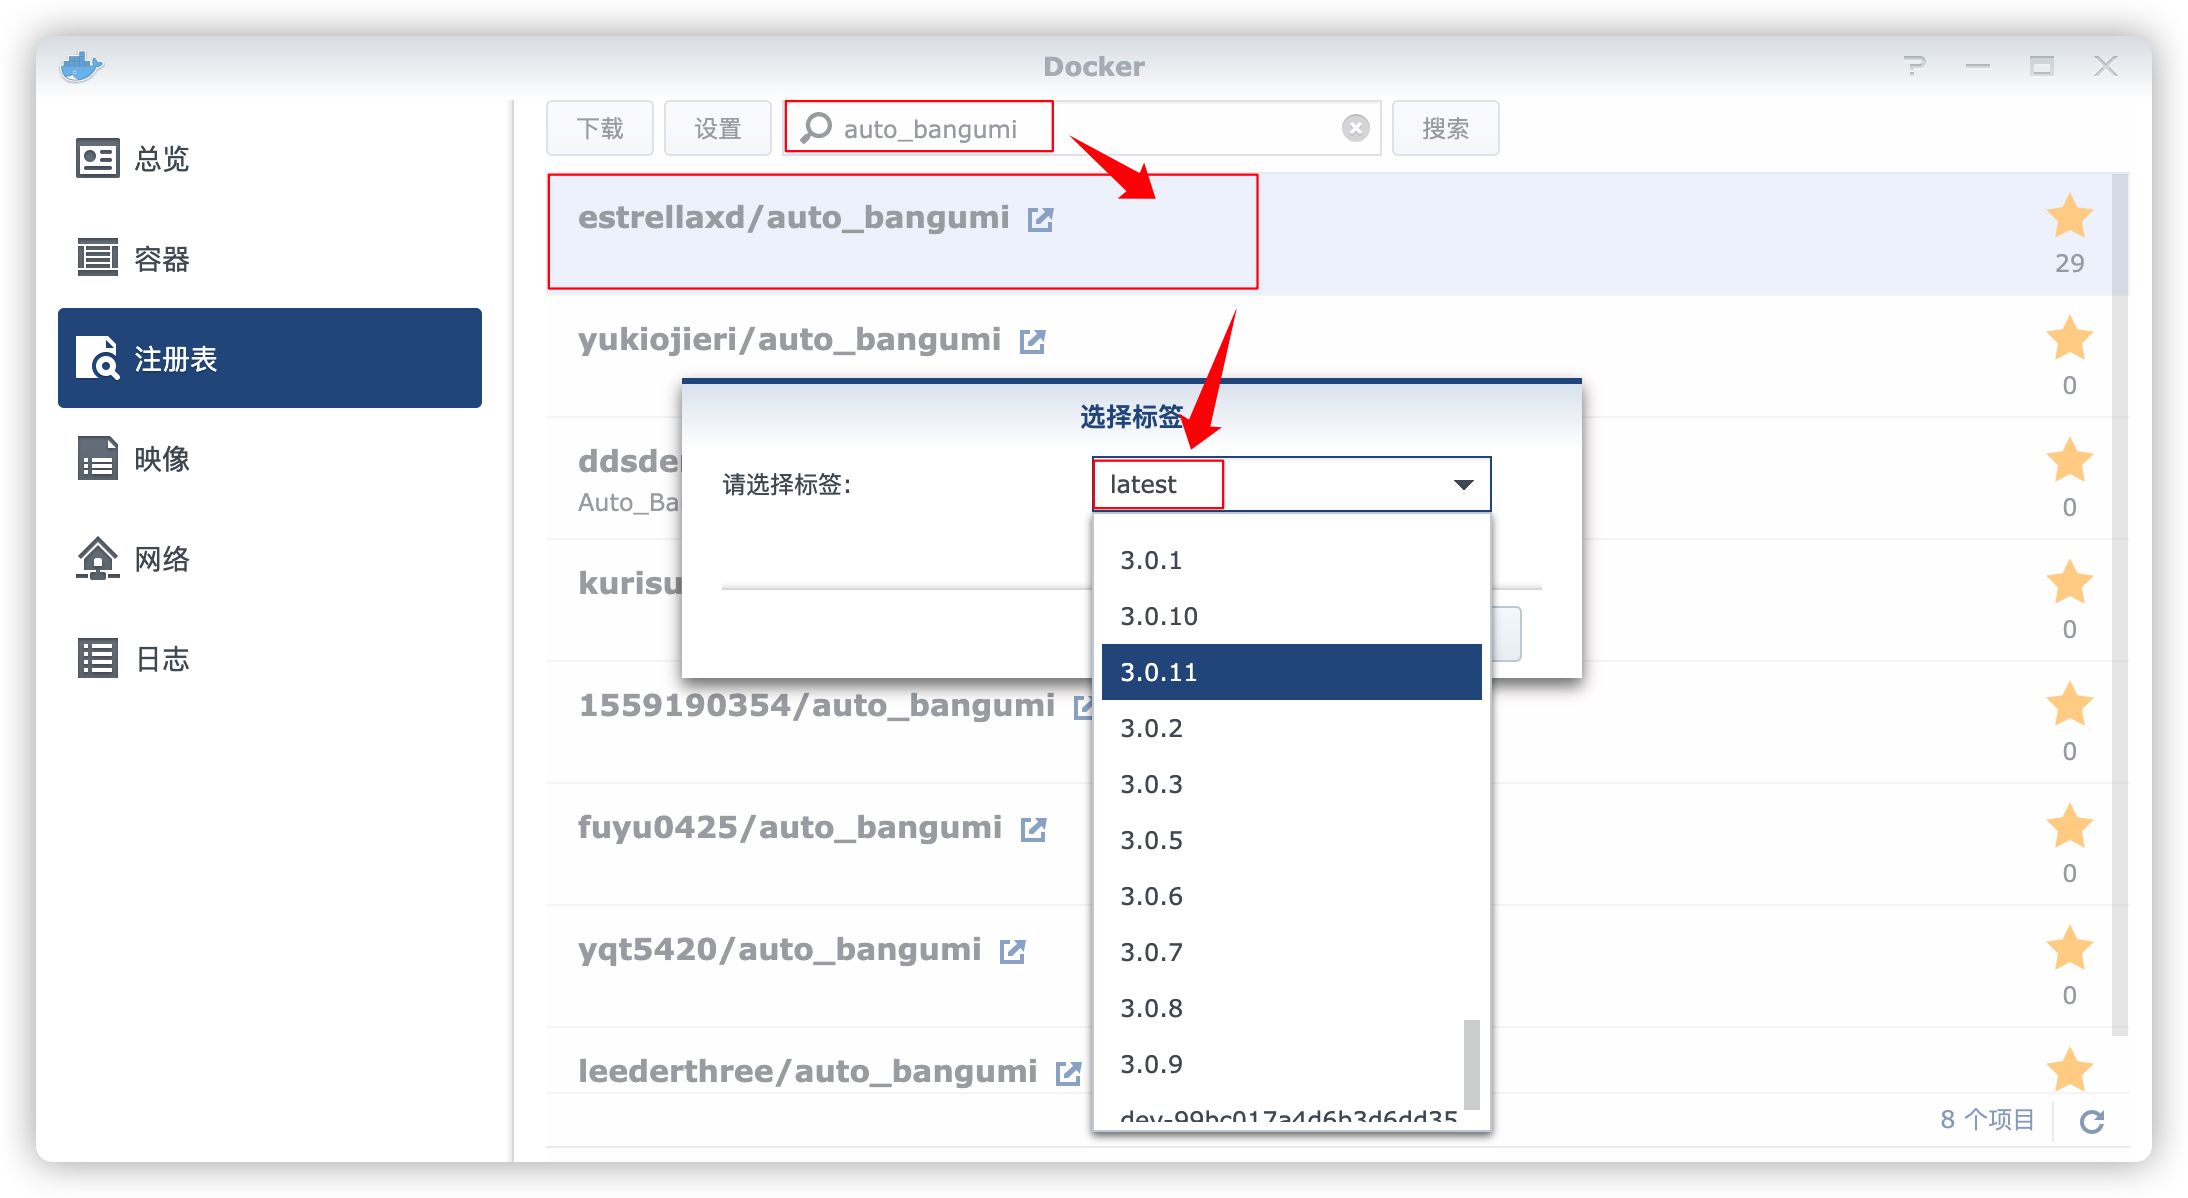 Docker
总览
容器
注册表
映像
网络
日志
下载
设置
auto_bangumi
搜索
estrellaxd/auto_bangumi
29
yukiojieri/auto_bangumi
0
Auto_Ba
0
kurisu
0
1559190354/auto_bangumi
0
fuyu0425/auto_bangumi
0
yqt5420/auto_bangumi
0
leederthree/auto_bangumi
8 个项目
选择标签
请选择标签:
latest
3.0.1
3.0.10
3.0.11
3.0.2
3.0.3
3.0.5
3.0.6
3.0.7
3.0.8
3.0.9
dev-99bc017a4d6b3d6dd35